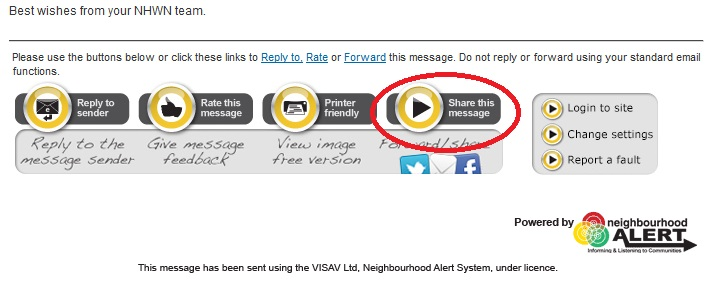 Best wishes from your NHWN team.
Please use the buttons below or click these links to Reply to, Rate or Forward this message. Do not reply or forward using your standard email
functions.
Reply to
sender
Rate this
message
Printer
friendly
Share this
message
Reply to the
message sender
Give message
feedback
View image
free version
Forward/share
Login to site
Change settings
Report a fault
Powered by
neighbourhood
ALERT
Informing & Listening to Communities
This message has been sent using the VISAV Ltd, Neighbourhood Alert System, under licence.